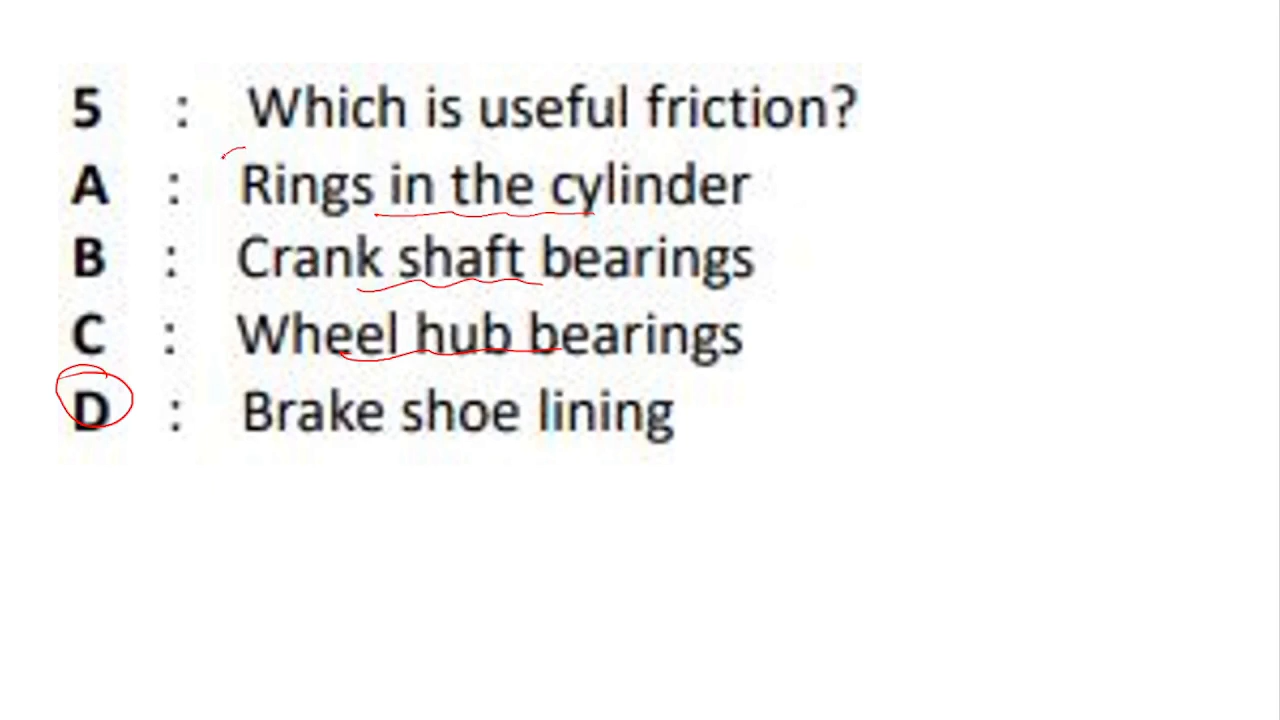 5 : Which is useful friction?
A : Rings in the cylinder
B : Crank shaft bearings
C : Wheel hub bearings
D : Brake shoe lining